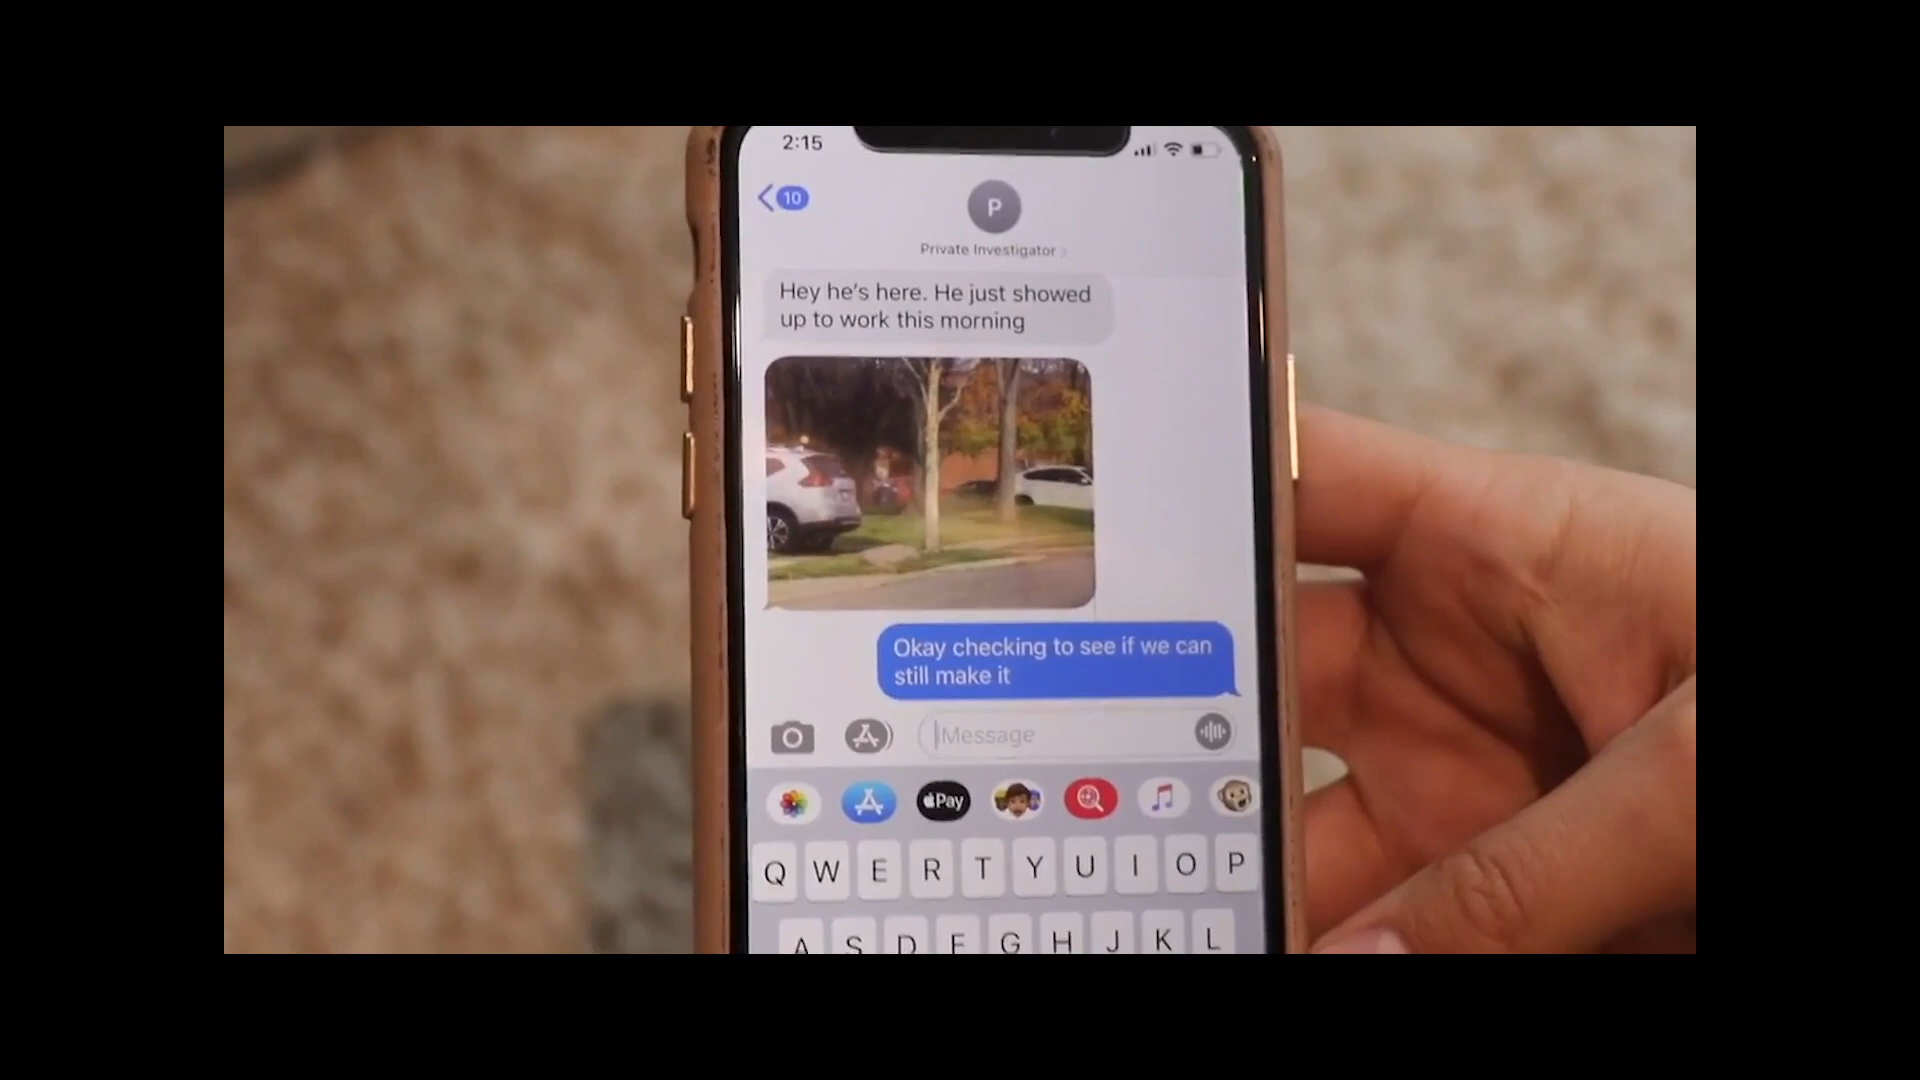 2:15
10
P
Private Investigator
Hey he's here. He just showed
up to work this morning
Okay checking to see if we can
still make it
Message
Pay
Q W E R T Y U I O P
A S D F G H J K L